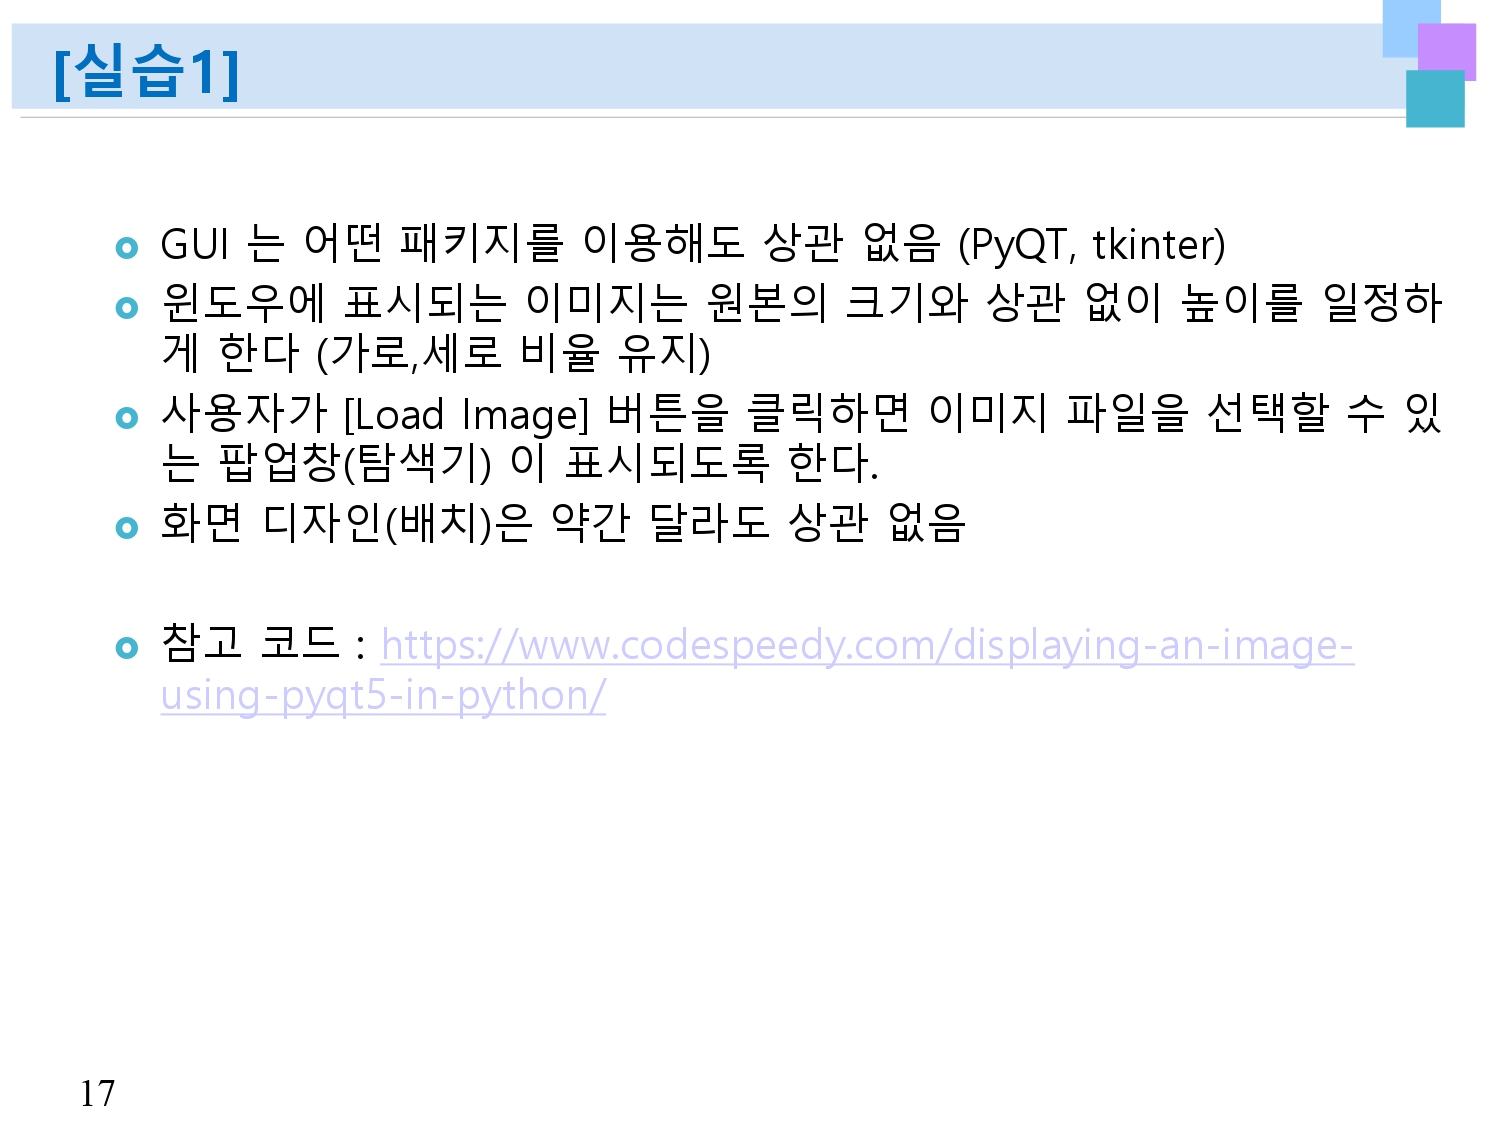 [실습1]
GUI 는 어떤 패키지를 이용해도 상관 없음 (PyQT, tkinter)
윈도우에 표시되는 이미지는 원본의 크기와 상관 없이 높이를 일정하
게 한다 (가로,세로 비율 유지)
사용자가 [Load Image] 버튼을 클릭하면 이미지 파일을 선택할 수 있
는 팝업창(탐색기) 이 표시되도록 한다.
화면 디자인(배치)은 약간 달라도 상관 없음
참고 코드 : https://www.codespeedy.com/displaying-an-image-
using-pyqt5-in-python/
17